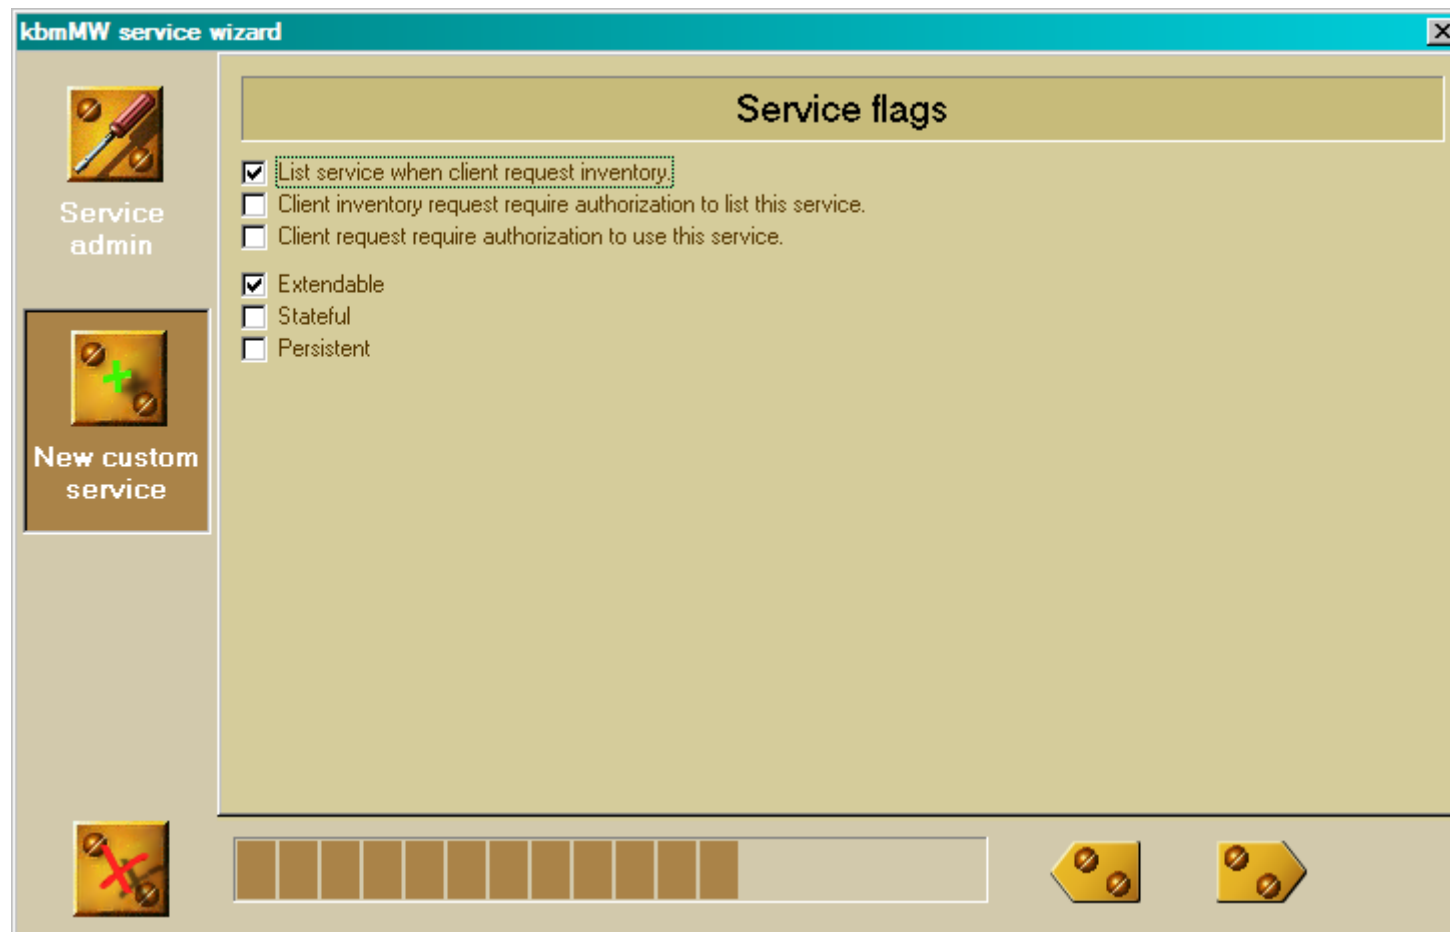 kbmMW service wizard
Service flags
Service
admin
New custom
service
List service when client request inventory.
Client inventory request require authorization to list this service.
Client request require authorization to use this service.
Extendable
Stateful
Persistent